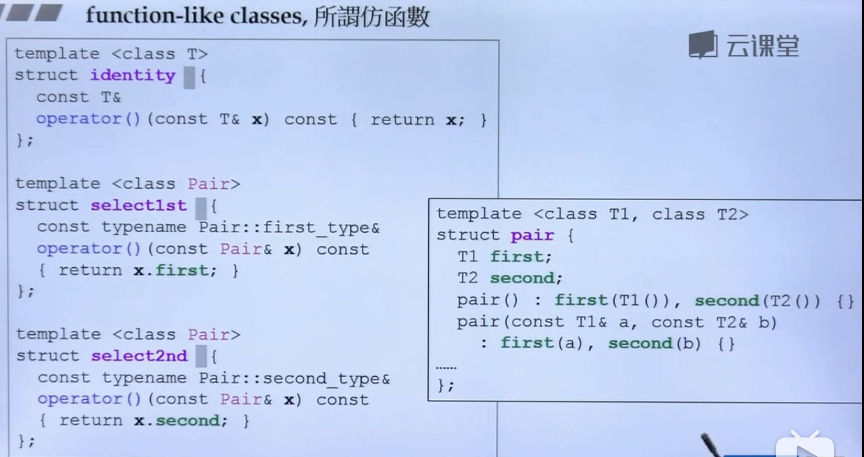 function-like classes, 所謂仿函數
云课堂
template <class T>
struct identity {
const T&
operator()(const T& x) const { return x; }
};
template <class Pair>
struct select1st {
const typename Pair::first_type&
operator()(const Pair& x) const
{ return x.first; }
};
template <class Pair>
struct select2nd {
const typename Pair::second_type&
operator()(const Pair& x) const
{ return x.second; }
};
template <class T1, class T2>
struct pair {
T1 first;
T2 second;
pair() : first(T1()), second(T2()) {}
pair(const T1& a, const T2& b)
: first(a), second(b) {}
......
};